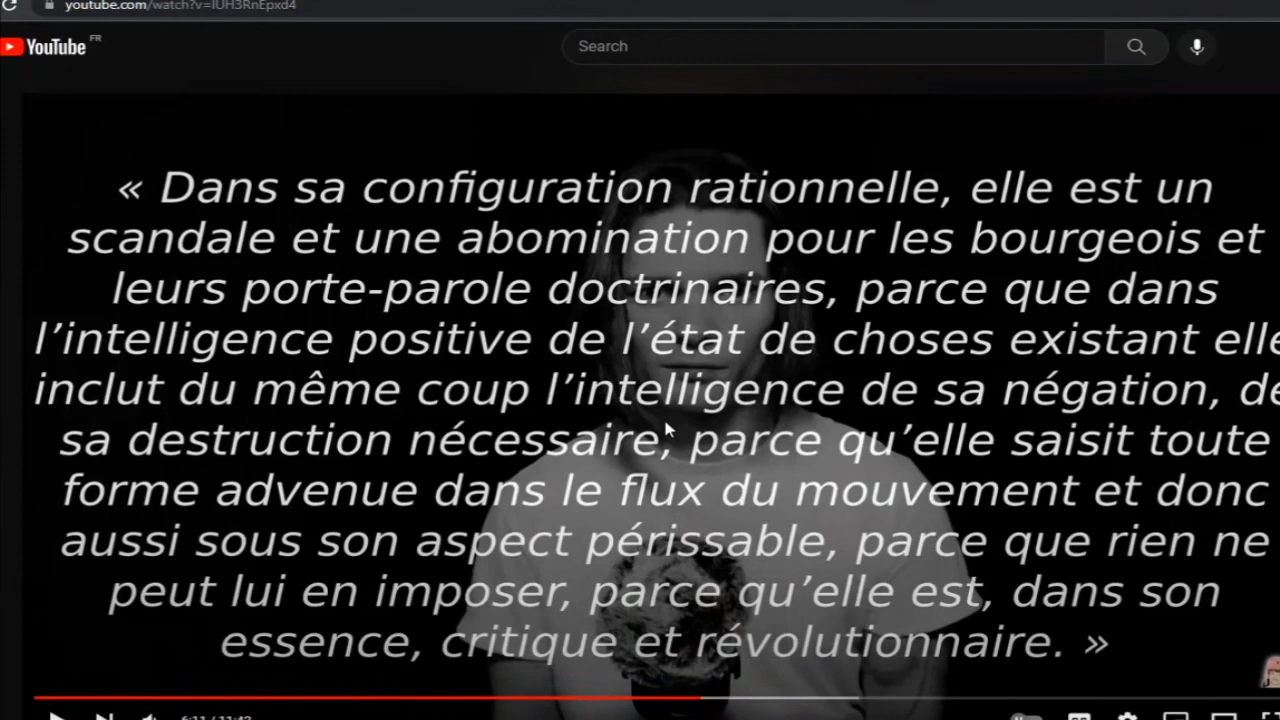 youtube.com/watch?v=IUH3RnEpxd4
YouTube FR
Search
« Dans sa configuration rationnelle, elle est un
scandale et une abomination pour les bourgeois et
leurs porte-parole doctrinaires, parce que dans
l’intelligence positive de l’état de choses existant elle
inclut du même coup l’intelligence de sa négation, de
sa destruction nécessaire, parce qu’elle saisit toute
forme advenue dans le flux du mouvement et donc
aussi sous son aspect périssable, parce que rien ne
peut lui en imposer, parce qu’elle est, dans son
essence, critique et révolutionnaire. »